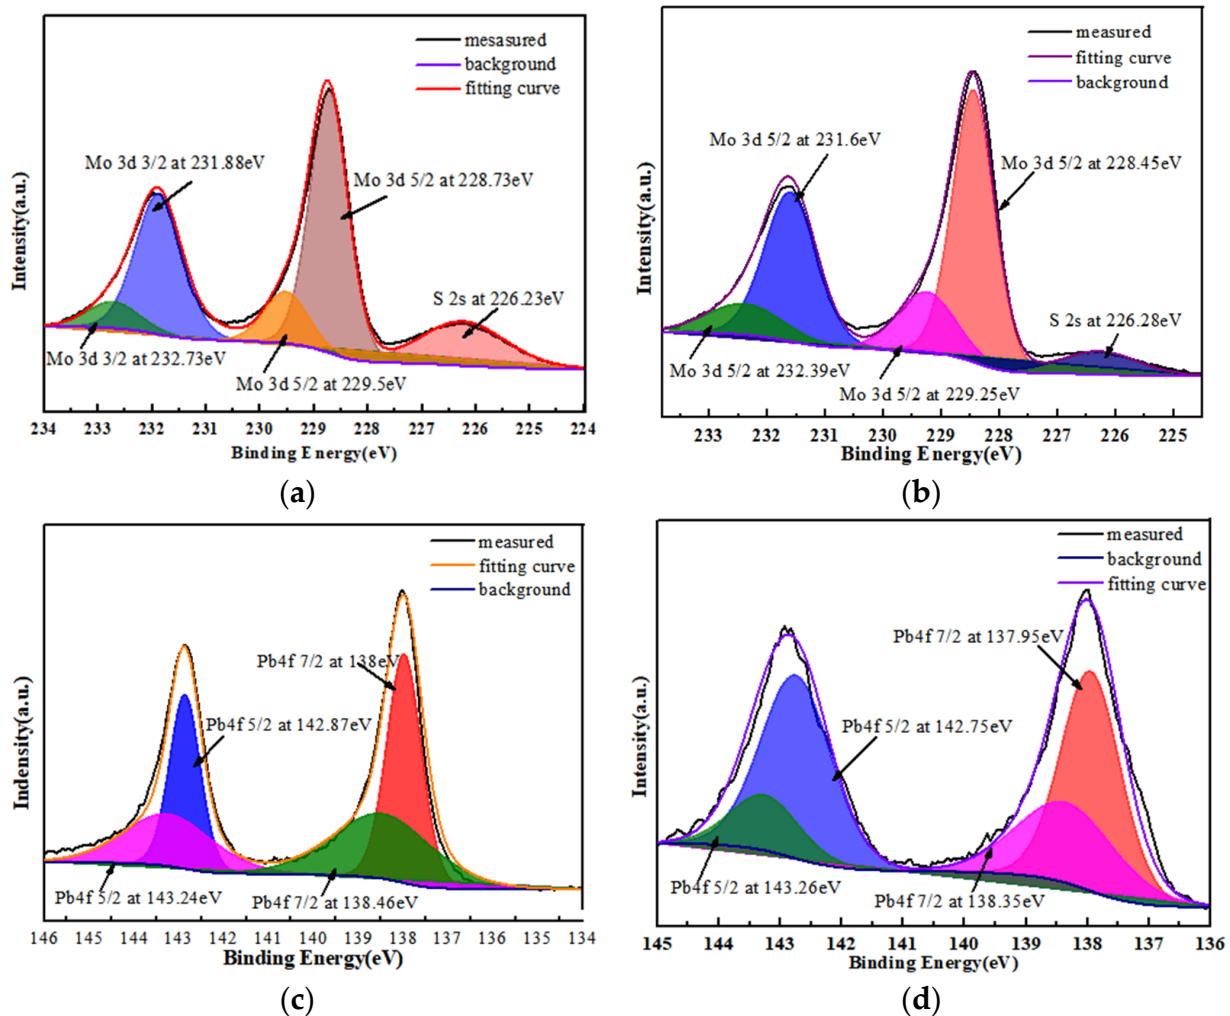 mesasured
background
fitting curve
Mo 3d 3/2 at 231.88eV
Mo 3d 5/2 at 228.73eV
S 2s at 226.23eV
Mo 3d 3/2 at 232.73eV
Mo 3d 5/2 at 229.5eV
Intensity(a.u.)
234 233 232 231 230 229 228 227 226 225 224
Binding Energy(eV)
(a)
measured
fitting curve
background
Mo 3d 5/2 at 231.6eV
Mo 3d 5/2 at 228.45eV
S 2s at 226.28eV
Mo 3d 5/2 at 232.39eV
Mo 3d 5/2 at 229.25eV
Intensity(a.u.)
233 232 231 230 229 228 227 226 225
Binding Energy(eV)
(b)
measured
fitting curve
background
Pb4f 7/2 at 138eV
Pb4f 5/2 at 142.87eV
Pb4f 5/2 at 143.24eV
Pb4f 7/2 at 138.46eV
Indensity(a.u.)
146 145 144 143 142 141 140 139 138 137 136 135 134
Binding Energy(eV)
(c)
measured
background
fitting curve
Pb4f 7/2 at 137.95eV
Pb4f 5/2 at 142.75eV
Pb4f 5/2 at 143.26eV
Pb4f 7/2 at 138.35eV
Intensity(a.u.)
145 144 143 142 141 140 139 138 137 136
Binding Energy(eV)
(d)